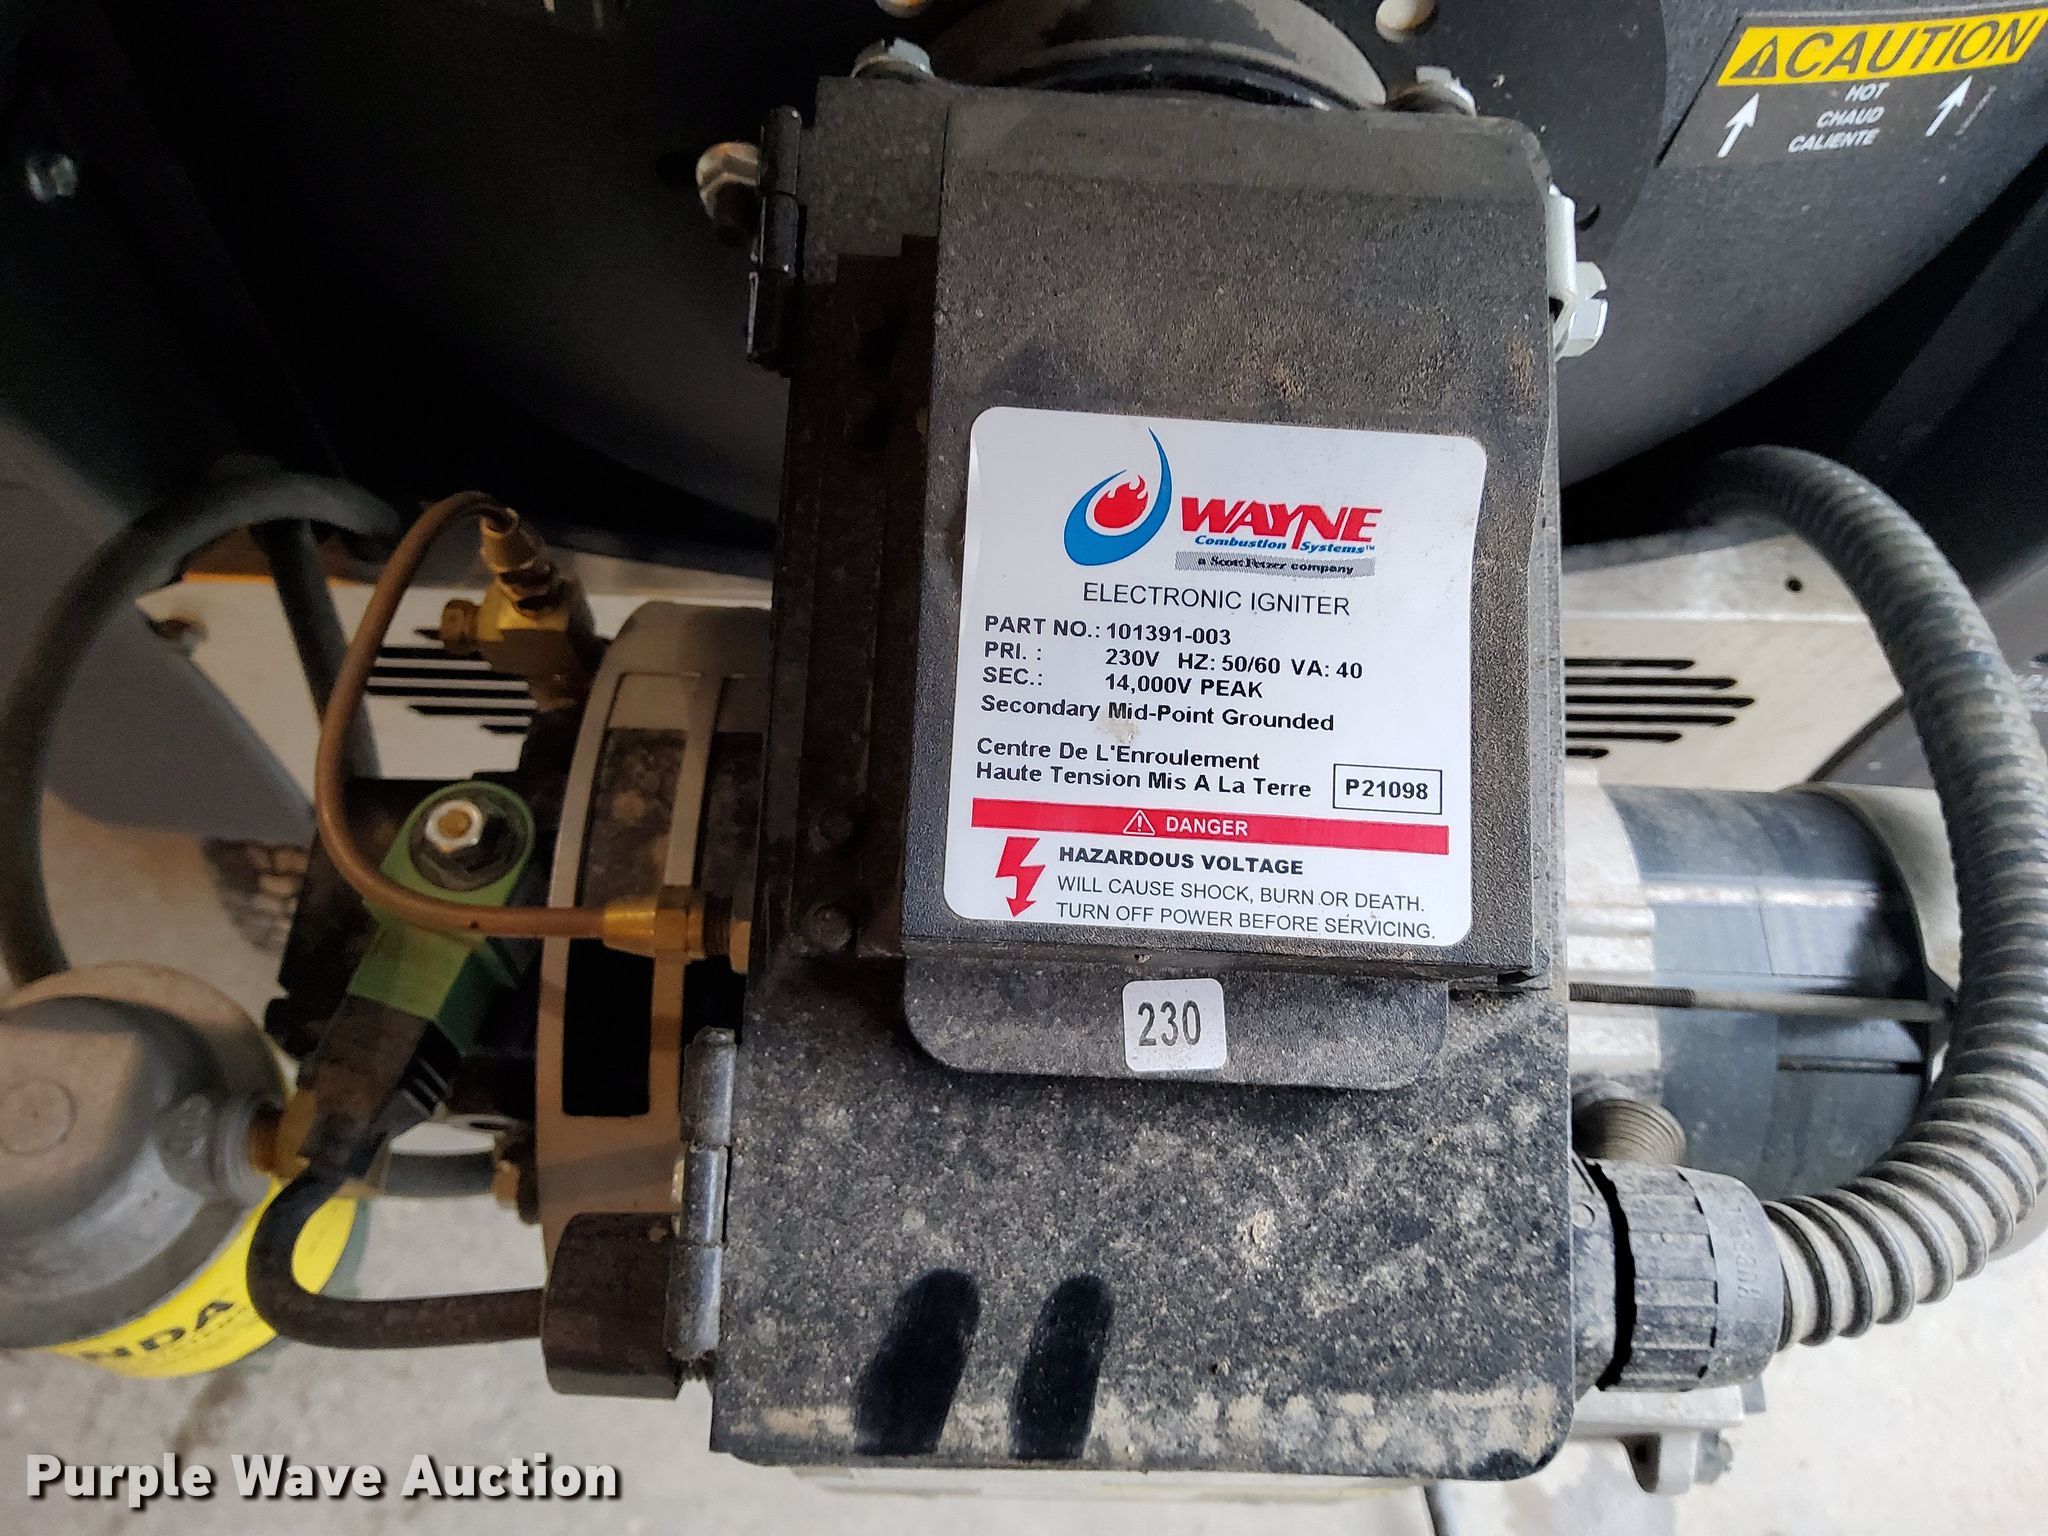 CAUTION
HOT
CHAUD
CALIENTE
WAYNE
Combustion Systems™
a Scott Fetzer company
ELECTRONIC IGNITER
PART NO.: 101391-003
PRI. : 230V HZ: 50/60 VA: 40
SEC.: 14,000V PEAK
Secondary Mid-Point Grounded
Centre De L'Enroulement
Haute Tension Mis A La Terre
P21098
DANGER
HAZARDOUS VOLTAGE
WILL CAUSE SHOCK, BURN OR DEATH.
TURN OFF POWER BEFORE SERVICING.
230
NDA
Purple Wave Auction